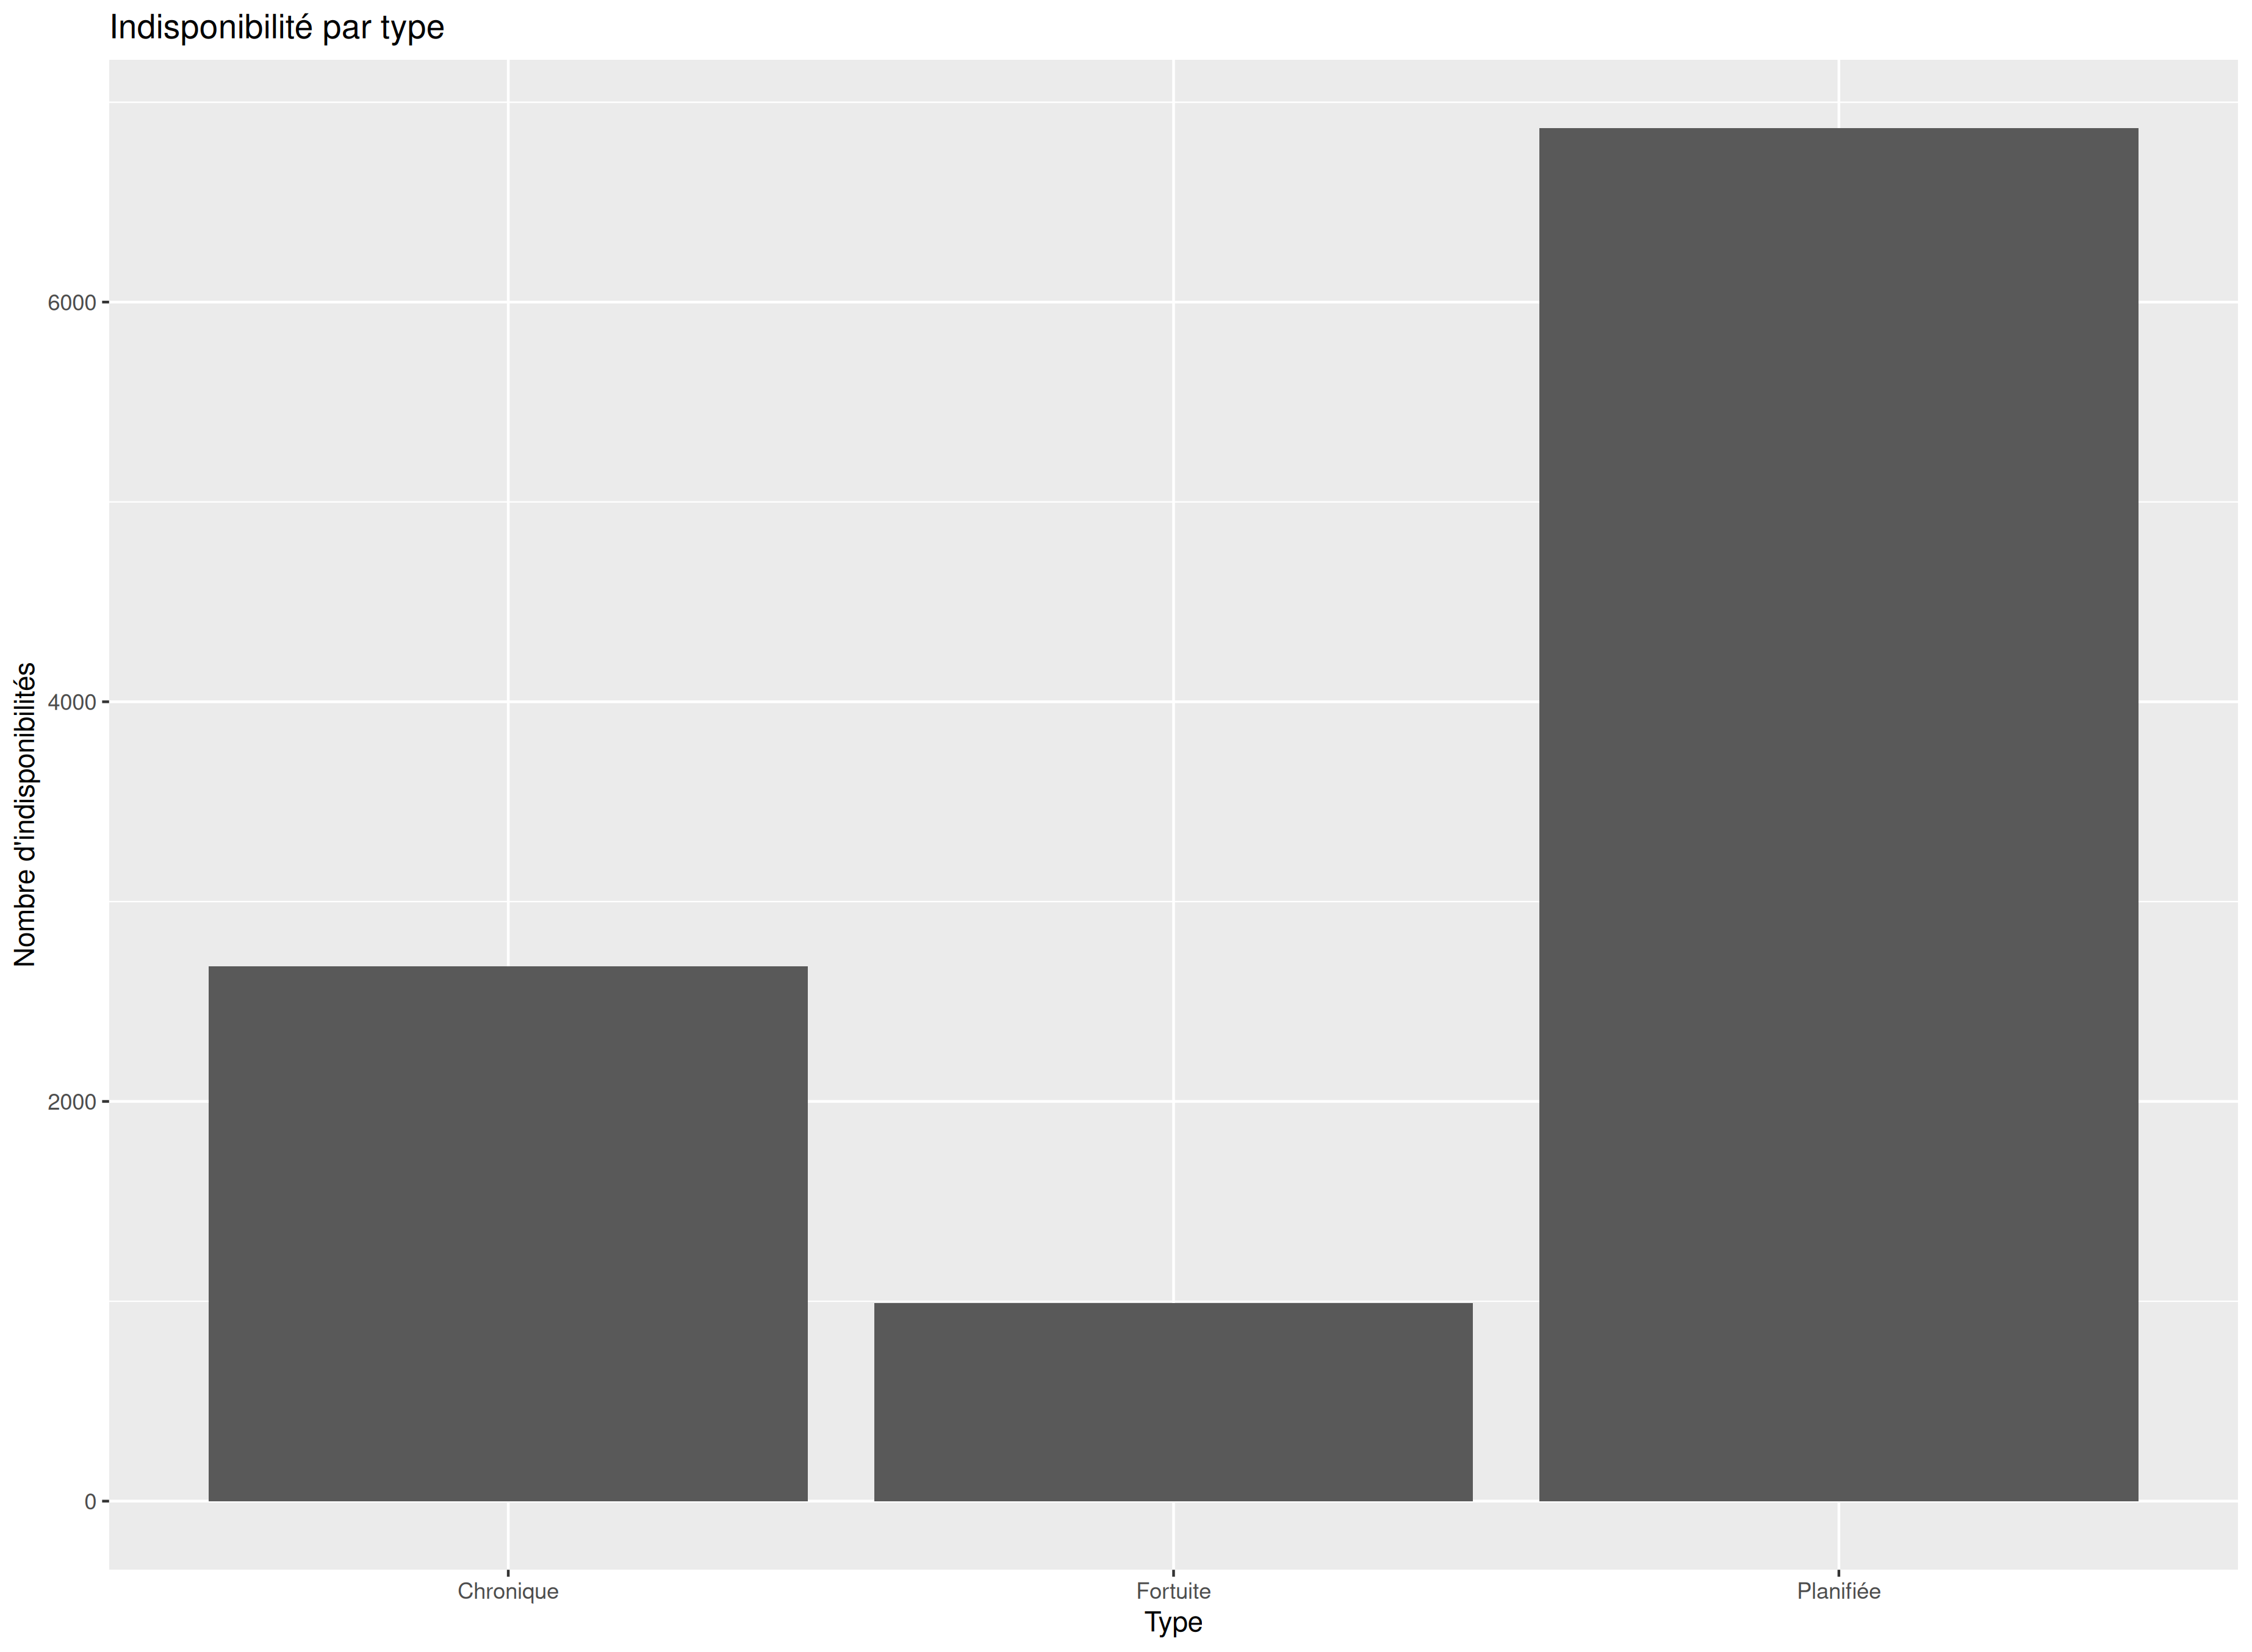 Indisponibilité par type
Nombre d'indisponibilités
6000
4000
2000
0
Chronique
Fortuite
Planifiée
Type